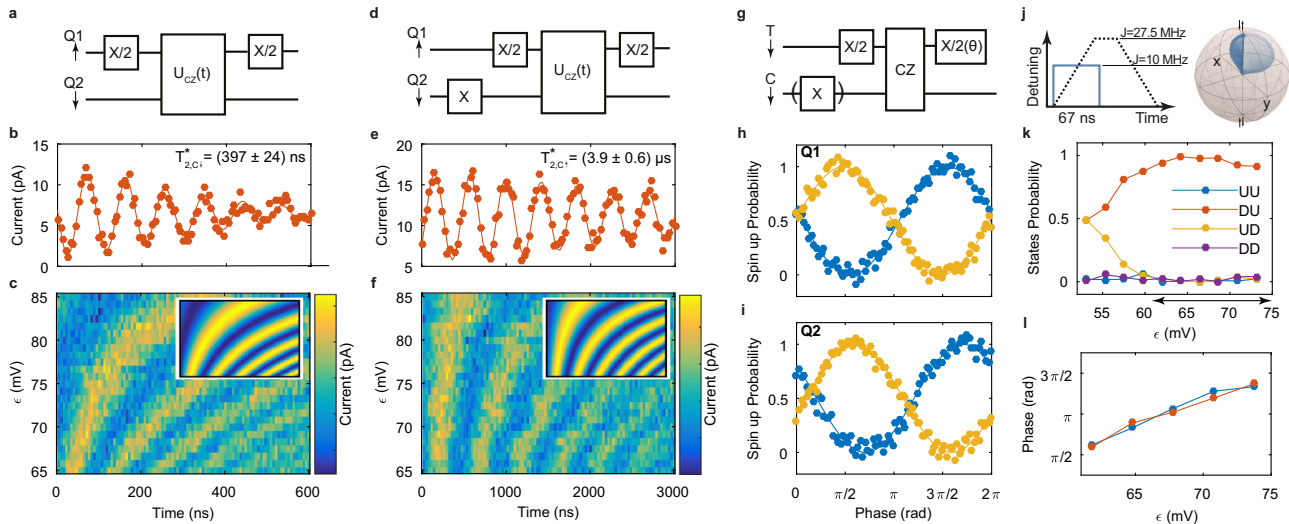 a
Q1
X/2
U_CZ(t)
X/2
Q2
b
T*_2,C↓ = (397 ± 24) ns
Current (pA)
15
10
5
0
c
85
80
75
70
65
ϵ (mV)
0
200
400
600
Time (ns)
Current (pA)
d
Q1
X/2
U_CZ(t)
X/2
Q2
X
e
T*_2,C↑ = (3.9 ± 0.6) μs
Current (pA)
20
15
10
5
f
0
1000
2000
3000
Time (ns)
Current (pA)
g
T
X/2
CZ
X/2(θ)
C
( X )
h
Q1
Spin up Probability
1
0.5
0
i
Q2
Spin up Probability
1
0.5
0
0
π/2
π
3π/2
2π
Phase (rad)
j
J=27.5 MHz
J=10 MHz
Detuning
67 ns
Time
x
y
k
States Probability
1
0.5
0
UU
DU
UD
DD
55
60
65
70
75
ϵ (mV)
l
Phase (rad)
3π/2
π
π/2
65
70
75
ϵ (mV)